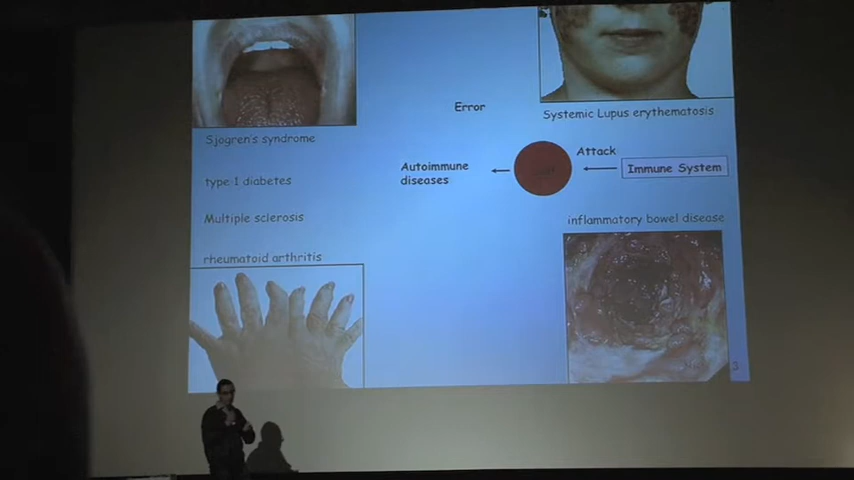 Error
Systemic Lupus erythematosis
Sjogren's syndrome
Attack
Immune System
Autoimmune
diseases
type 1 diabetes
Multiple sclerosis
inflammatory bowel disease
rheumatoid arthritis
3